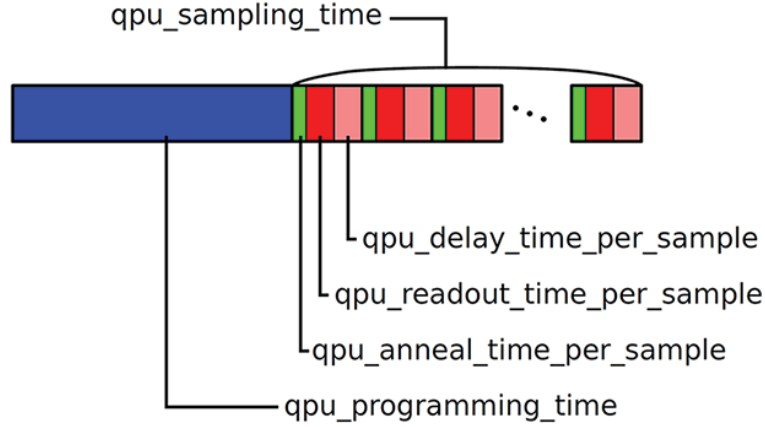 qpu_sampling_time
qpu_delay_time_per_sample
qpu_readout_time_per_sample
qpu_anneal_time_per_sample
qpu_programming_time